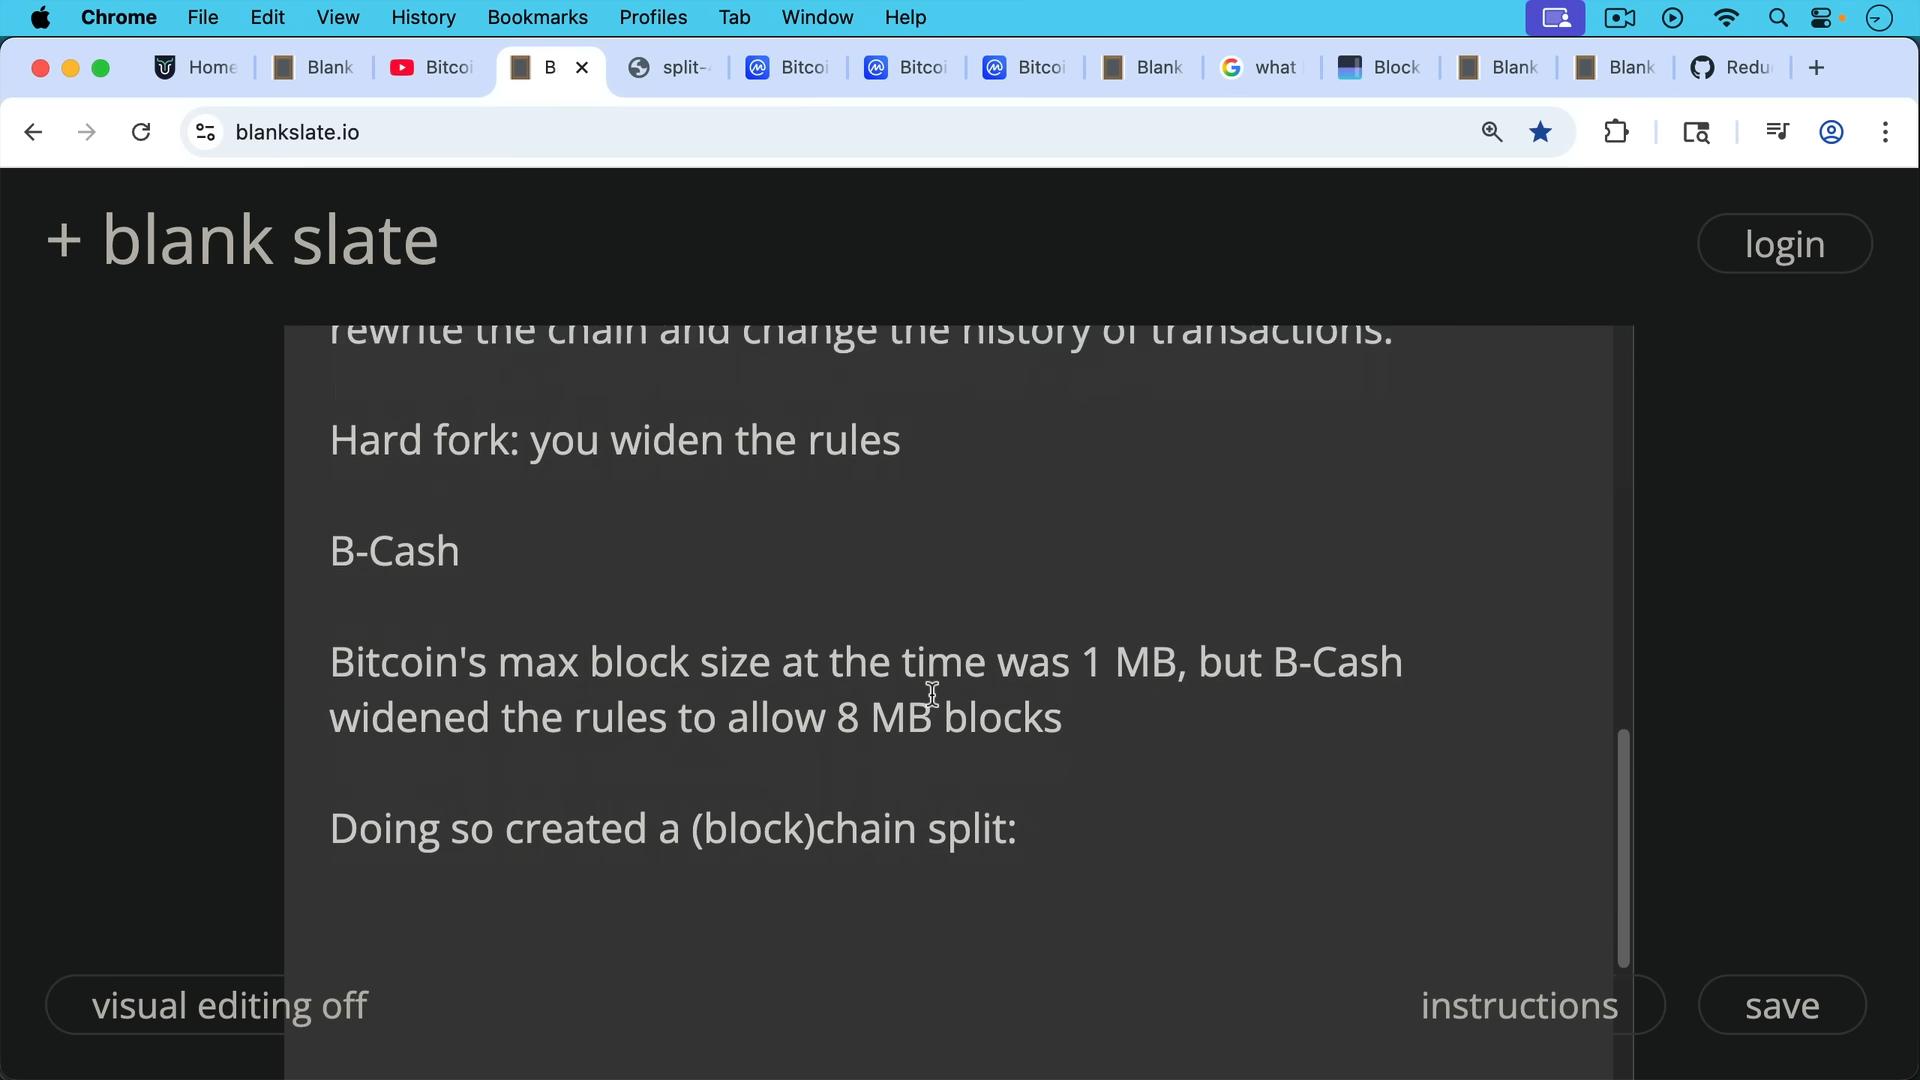 Chrome File Edit View History Bookmarks Profiles Tab Window Help
Home Blank Bitcoi B split- Bitcoi Bitcoi Bitcoi Blank what Block Blank Blank Redu
blankslate.io
+ blank slate
login
rewrite the chain and change the history of transactions.
Hard fork: you widen the rules
B-Cash
Bitcoin's max block size at the time was 1 MB, but B-Cash
widened the rules to allow 8 MB blocks
Doing so created a (block)chain split:
visual editing off
instructions
save